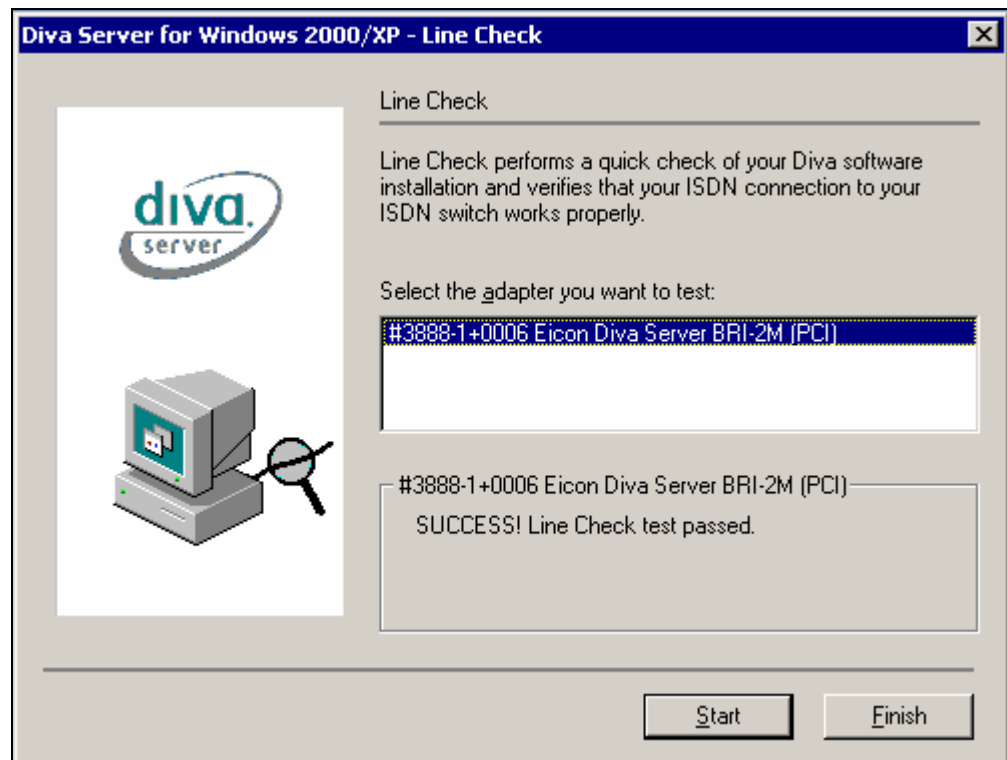 Diva Server for Windows 2000/XP - Line Check
diva.
server
Line Check
Line Check performs a quick check of your Diva software
installation and verifies that your ISDN connection to your
ISDN switch works properly.
Select the adapter you want to test:
#3888-1+0006 Eicon Diva Server BRI-2M (PCI)
#3888-1+0006 Eicon Diva Server BRI-2M (PCI)
SUCCESS! Line Check test passed.
Start
Finish